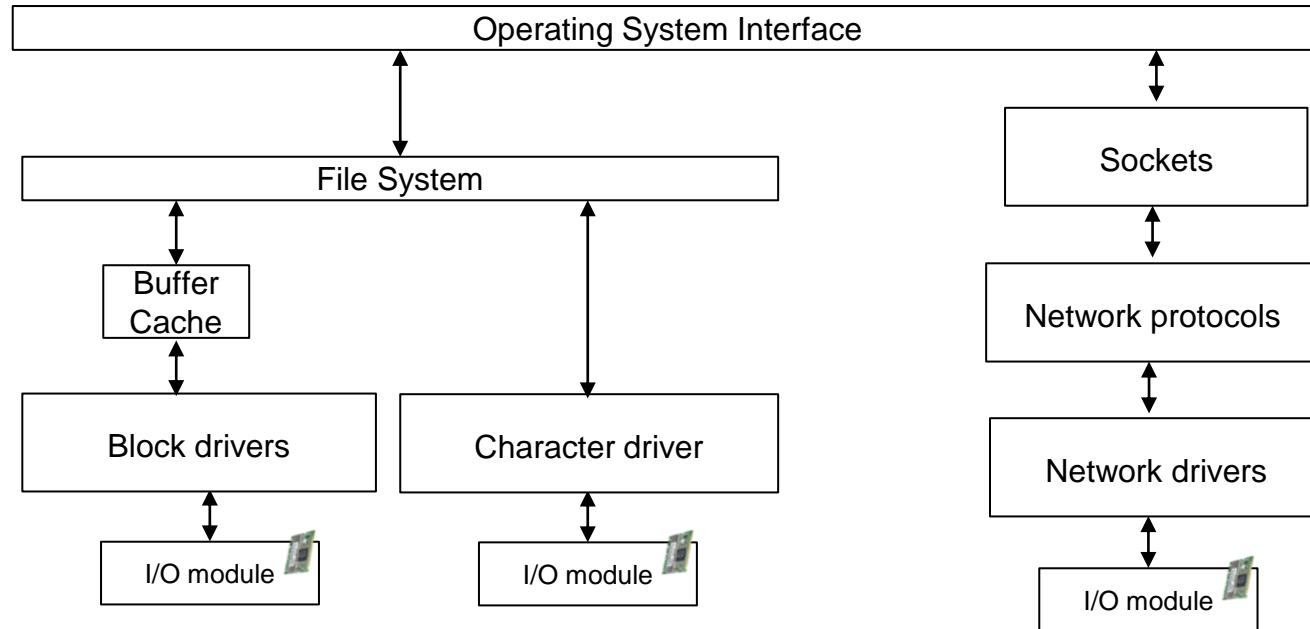 Operating System Interface
File System
Sockets
Buffer
Cache
Network protocols
Block drivers
Character driver
Network drivers
I/O module
I/O module
I/O module